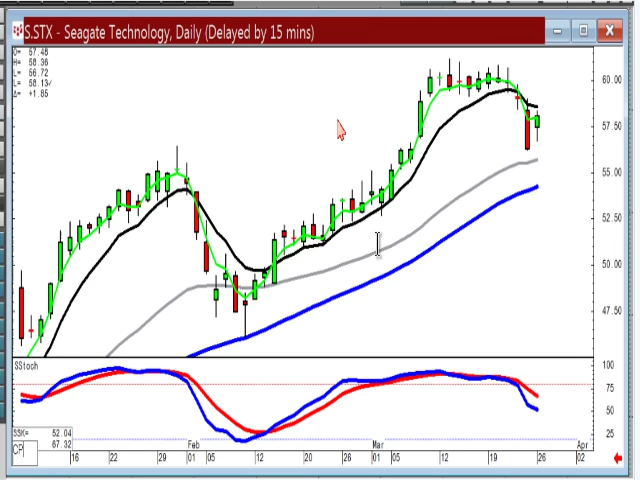 S.STX - Seagate Technology, Daily (Delayed by 15 mins)
O= 57.48
H= 58.36
L= 56.72
L= 58.13/
Δ= +1.85
60.00
57.50
55.00
52.50
50.00
47.50
SStoch
100
75
50
25
SSK= 52.04
67.32
CP
Feb Mar Apr
16 22 29 01 05 12 20 26 01 05 12 19 26 02